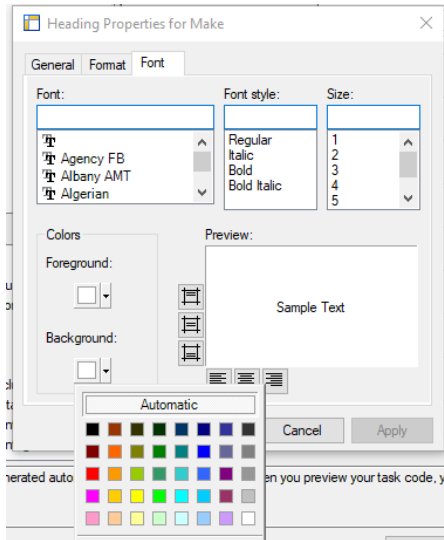 Heading Properties for Make
General Format Font
Font: Font style: Size:
Regular 1
Agency FB Italic 2
Albany AMT Bold 3
Algerian Bold Italic 4
5
Colors Preview:
Foreground:
Sample Text
Background:
Automatic
Cancel Apply
nerated auto en you preview your task code, y